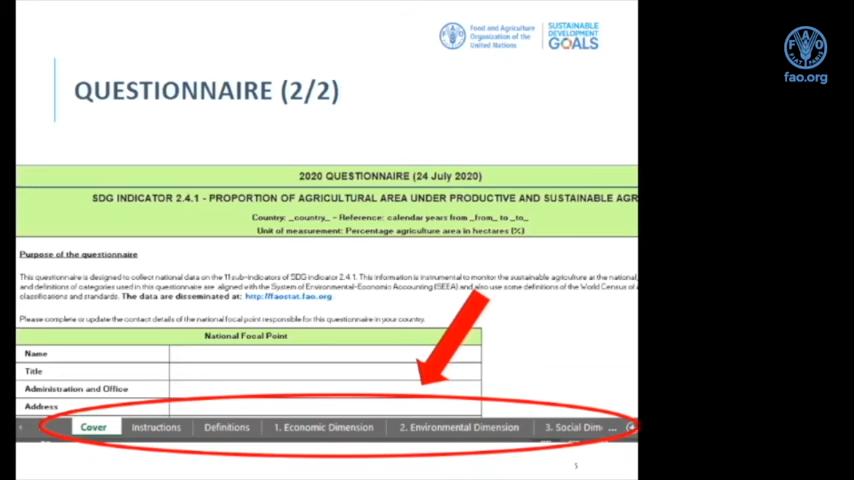 Food and Agriculture
Organization of the
United Nations
SUSTAINABLE
DEVELOPMENT
GOALS
FAO
FIAT PANIS
fao.org
QUESTIONNAIRE (2/2)
2020 QUESTIONNAIRE (24 July 2020)
SDG INDICATOR 2.4.1 - PROPORTION OF AGRICULTURAL AREA UNDER PRODUCTIVE AND SUSTAINABLE AGR
Country: _country_ - Reference: calendar years from _from_ to _to_
Unit of measurement: Percentage agriculture area in hectares (%)
Purpose of the questionnaire
This questionnaire is designed to collect national data on the 11 sub-indicators of SDG indicator 2.4.1. This information is instrumental to monitor the sustainable agriculture at the national,
and definitions of categories used in this questionnaire are aligned with the System of Environmental-Economic Accounting (SEEA) and also use some definitions of the World Census of A
classifications and standards. The data are disseminated at: http://faostat.fao.org
Please complete or update the contact details of the national focal point responsible for this questionnaire in your country.
National Focal Point
Name
Title
Administration and Office
Address
Cover Instructions Definitions 1. Economic Dimension 2. Environmental Dimension 3. Social Dim ...
5